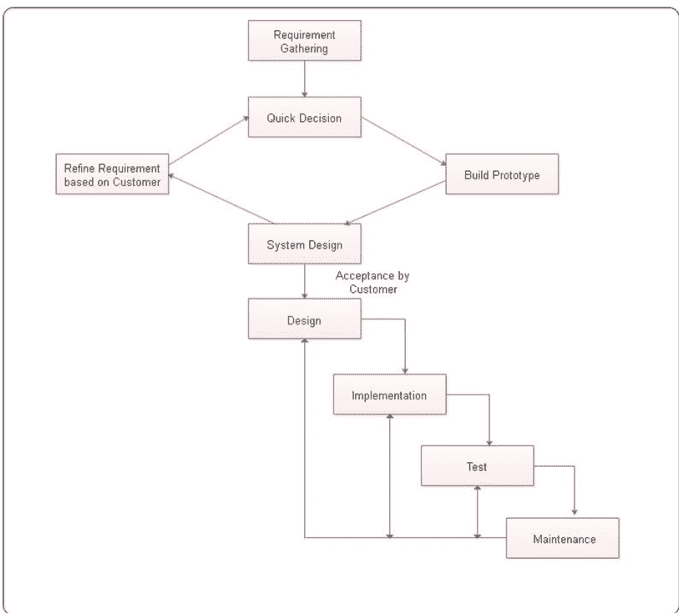 Requirement
Gathering
Quick Decision
Refine Requirement
based on Customer
Build Prototype
System Design
Acceptance by
Customer
Design
Implementation
Test
Maintenance